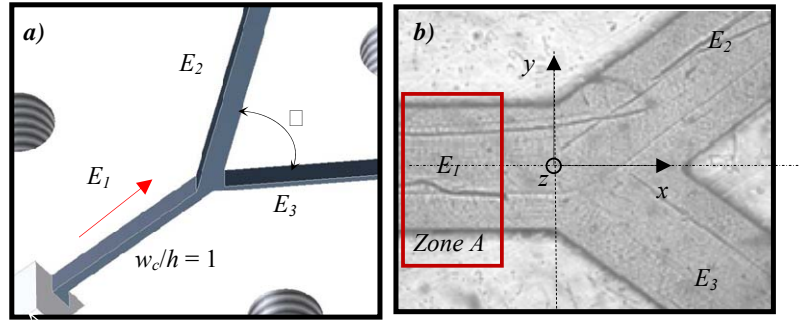 a)
E2
□
E1
E3
wc/h = 1
b)
E2
y
E1
z
x
Zone A
E3